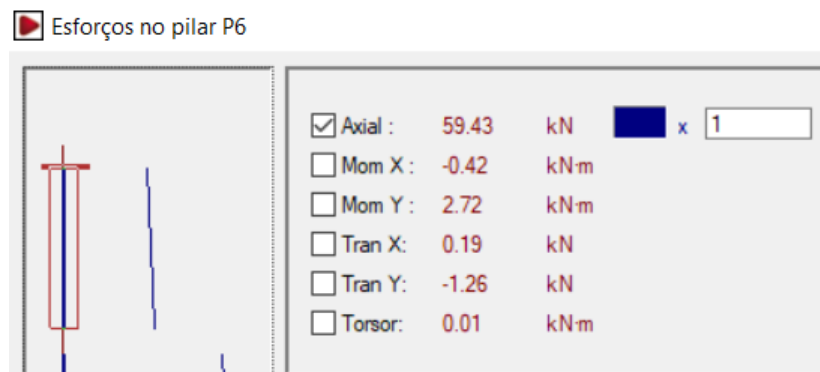 Esforços no pilar P6
Axial : 59.43 kN x 1
Mom X : -0.42 kN·m
Mom Y : 2.72 kN·m
Tran X: 0.19 kN
Tran Y: -1.26 kN
Torsor: 0.01 kN·m